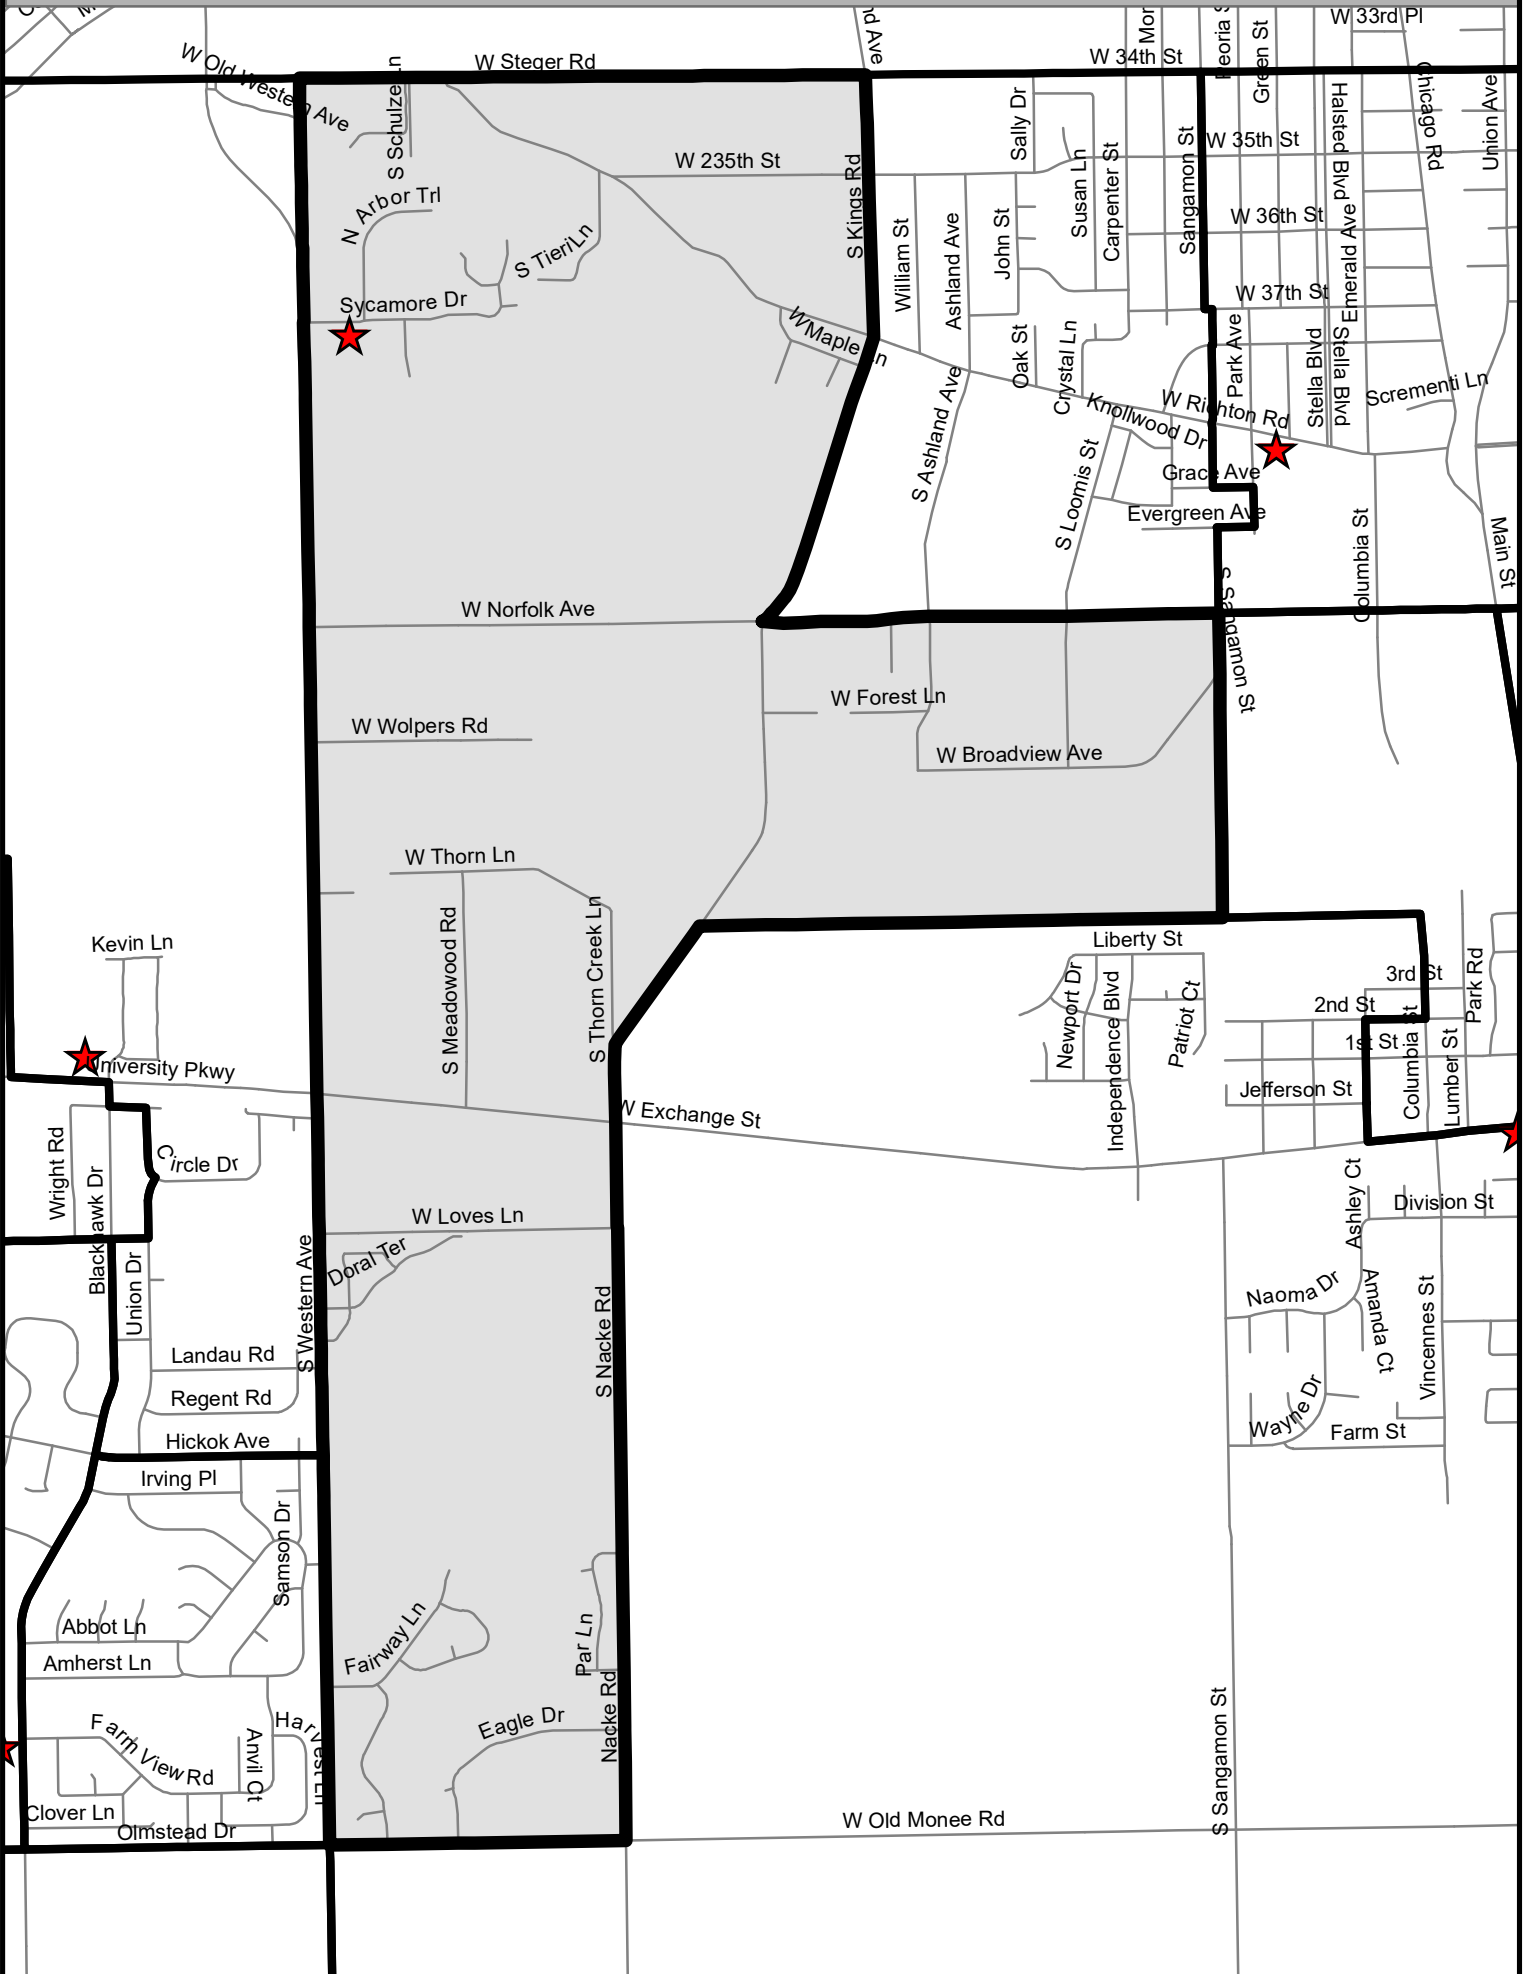 W 33rd Pl
W Steger Rd
W 34th St
W Old Western Ave
S Schulze Ln
nd Ave
Peoria S
Green St
Halsted Blvd
Chicago Rd
Union Ave
Sally Dr
W 35th St
W 235th St
S Kings Rd
Susan Ln
Carpenter St
Sangamon St
N Arbor Trl
S Tieri Ln
William St
Ashland Ave
John St
W 36th St
Emerald Ave
Sycamore Dr
W 37th St
W Maple Ln
Oak St
Crystal Ln
Park Ave
Stella Blvd
Stella Blvd
Scrementi Ln
S Ashland Ave
Knollwood Dr
W Richton Rd
S Loomis St
Grace Ave
Evergreen Ave
Columbia St
Main St
W Norfolk Ave
S Sangamon St
W Wolpers Rd
W Forest Ln
W Broadview Ave
W Thorn Ln
S Meadowood Rd
S Thorn Creek Ln
Kevin Ln
Liberty St
Newport Dr
Independence Blvd
Patriot Ct
3rd St
2nd St
1st St
Park Rd
Columbia St
Lumber St
Jefferson St
University Pkwy
W Exchange St
Wright Rd
Blackhawk Dr
Circle Dr
W Loves Ln
Ashley Ct
Division St
Union Dr
S Western Ave
Doral Ter
S Nacke Rd
Naoma Dr
Amanda Ct
Vincennes St
Landau Rd
Regent Rd
Hickok Ave
Wayne Dr
Farm St
Irving Pl
Samson Dr
Abbot Ln
Amherst Ln
Fairway Ln
Par Ln
Nacke Rd
Eagle Dr
Farm View Rd
Anvil Ct
Harvest Ln
Clover Ln
Olmstead Dr
W Old Monee Rd
S Sangamon St